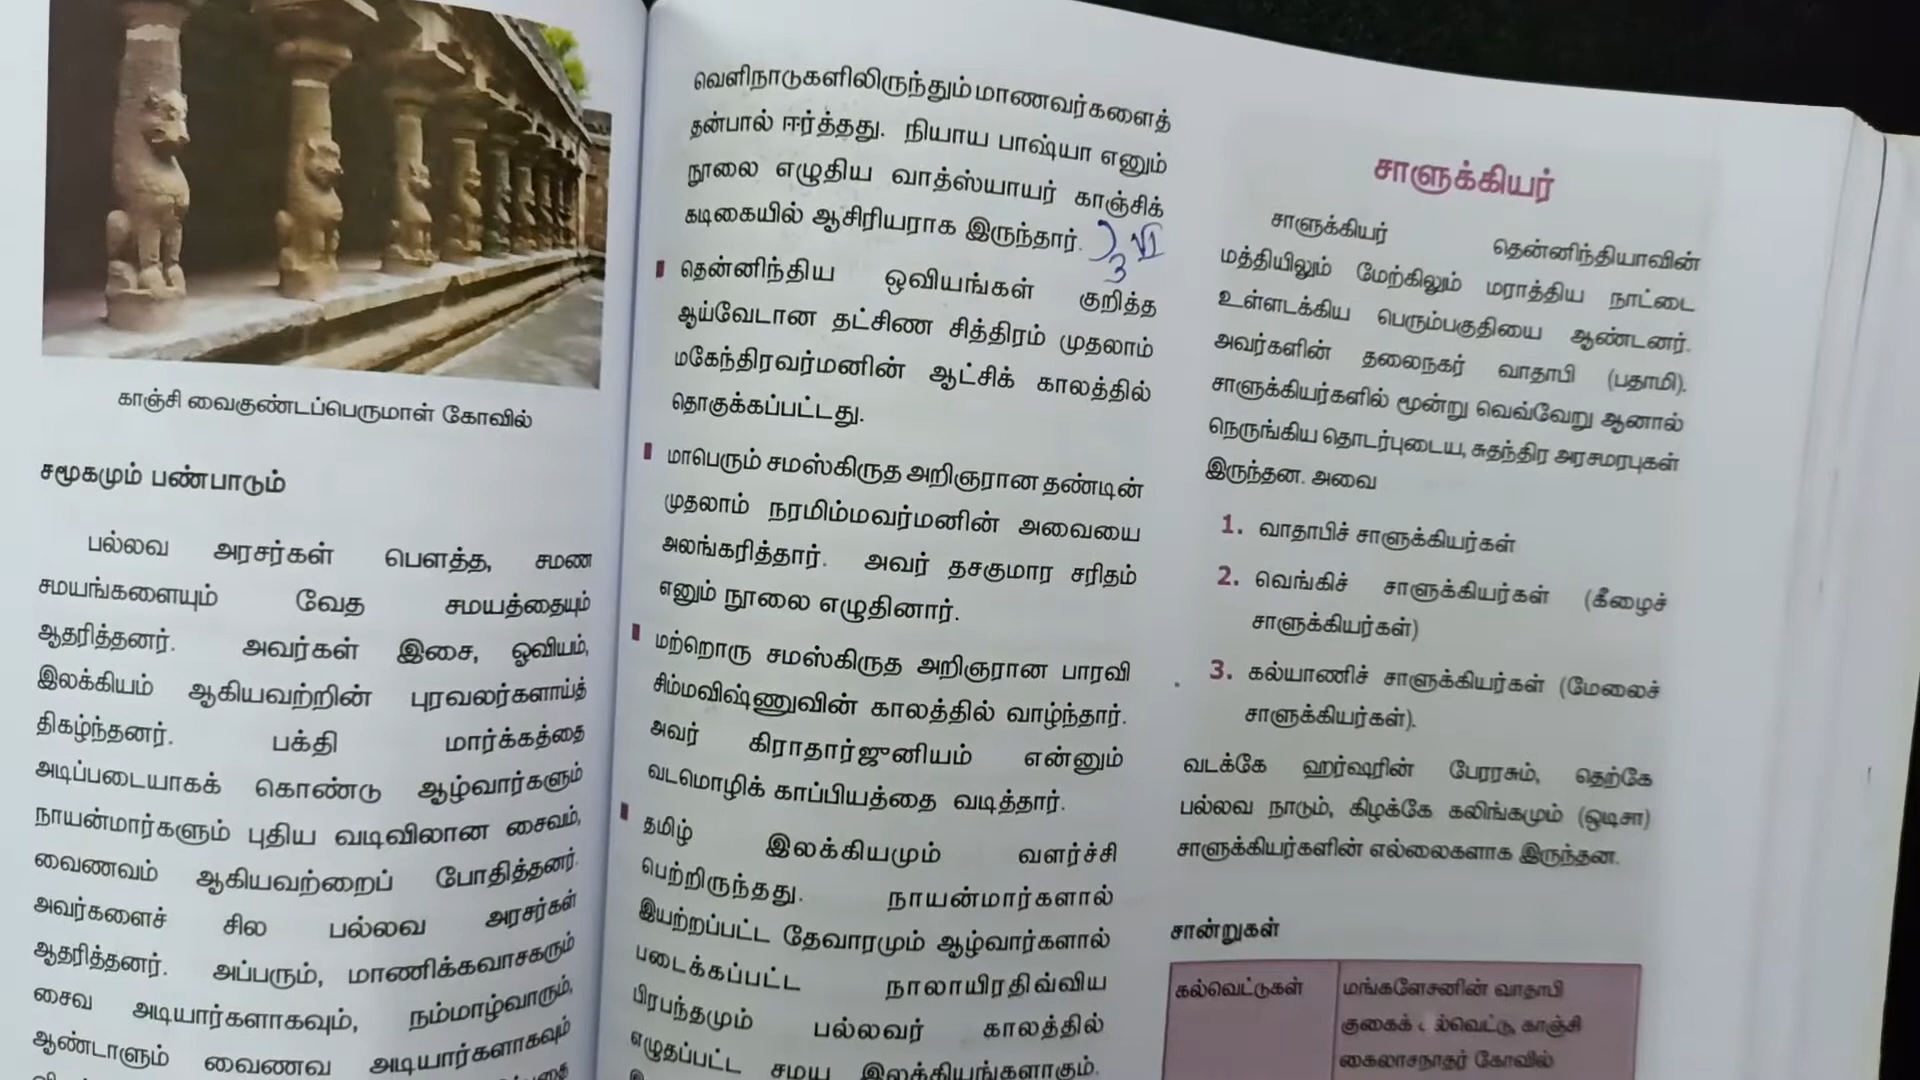 காஞ்சி வைகுண்டப்பெருமாள் கோவில்
சமூகமும் பண்பாடும்
பல்லவ அரசர்கள் பௌத்த, சமண
சமயங்களையும் வேத சமயத்தையும்
ஆதரித்தனர். அவர்கள் இசை, ஓவியம்,
இலக்கியம் ஆகியவற்றின் புரவலர்களாய்த்
திகழ்ந்தனர். பக்தி மார்க்கத்தை
அடிப்படையாகக் கொண்டு ஆழ்வார்களும்
நாயன்மார்களும் புதிய வடிவிலான சைவம்,
வைணவம் ஆகியவற்றைப் போதித்தனர்.
அவர்களைச் சில பல்லவ அரசர்கள்
ஆதரித்தனர். அப்பரும், மாணிக்கவாசகரும்
சைவ அடியார்களாகவும், நம்மாழ்வாரும்,
ஆண்டாளும் வைணவ அடியார்களாகவும்
வெளிநாடுகளிலிருந்தும் மாணவர்களைத்
தன்பால் ஈர்த்தது. நியாய பாஷ்யா எனும்
நூலை எழுதிய வாத்ஸ்யாயர் காஞ்சிக்
கடிகையில் ஆசிரியராக இருந்தார்.
VI
3
தென்னிந்திய ஓவியங்கள் குறித்த
ஆய்வேடான தட்சிண சித்திரம் முதலாம்
மகேந்திரவர்மனின் ஆட்சிக் காலத்தில்
தொகுக்கப்பட்டது.
மாபெரும் சமஸ்கிருத அறிஞரான தண்டின்
முதலாம் நரமிம்மவர்மனின் அவையை
அலங்கரித்தார். அவர் தசகுமார சரிதம்
எனும் நூலை எழுதினார்.
மற்றொரு சமஸ்கிருத அறிஞரான பாரவி
சிம்மவிஷ்ணுவின் காலத்தில் வாழ்ந்தார்.
அவர் கிராதார்ஜுனியம் என்னும்
வடமொழிக் காப்பியத்தை வடித்தார்.
தமிழ் இலக்கியமும் வளர்ச்சி
பெற்றிருந்தது. நாயன்மார்களால்
இயற்றப்பட்ட தேவாரமும் ஆழ்வார்களால்
படைக்கப்பட்ட நாலாயிரதிவ்விய
பிரபந்தமும் பல்லவர் காலத்தில்
எழுதப்பட்ட சமய இலக்கியங்களாகும்.
சாளுக்கியர்
சாளுக்கியர் தென்னிந்தியாவின்
மத்தியிலும் மேற்கிலும் மராத்திய நாட்டை
உள்ளடக்கிய பெரும்பகுதியை ஆண்டனர்.
அவர்களின் தலைநகர் வாதாபி (பதாமி).
சாளுக்கியர்களில் மூன்று வெவ்வேறு ஆனால்
நெருங்கிய தொடர்புடைய, சுதந்திர அரசமரபுகள்
இருந்தன. அவை
1. வாதாபிச் சாளுக்கியர்கள்
2. வெங்கிச் சாளுக்கியர்கள் (கீழைச்
சாளுக்கியர்கள்)
3. கல்யாணிச் சாளுக்கியர்கள் (மேலைச்
சாளுக்கியர்கள்).
வடக்கே ஹர்ஷரின் பேரரசும், தெற்கே
பல்லவ நாடும், கிழக்கே கலிங்கமும் (ஒடிசா)
சாளுக்கியர்களின் எல்லைகளாக இருந்தன.
சான்றுகள்
கல்வெட்டுகள்
மங்களேசனின் வாதாபி
குகைக் காஞ்சி
கைலாசநாதர் கோவில்